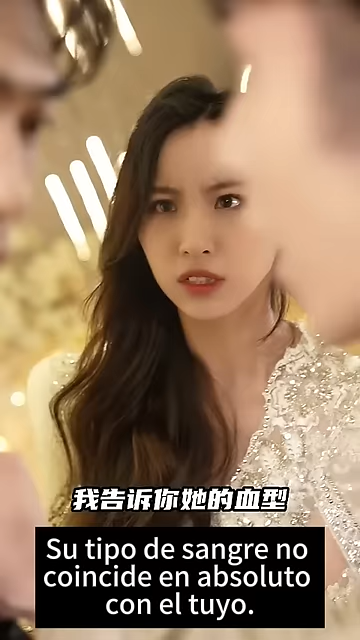 我告诉你她的血型
Su tipo de sangre no
coincide en absoluto
con el tuyo.